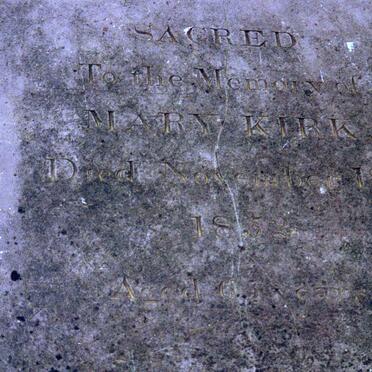 SACRED
To the Memory of
MARY KIRK
Died November
Aged